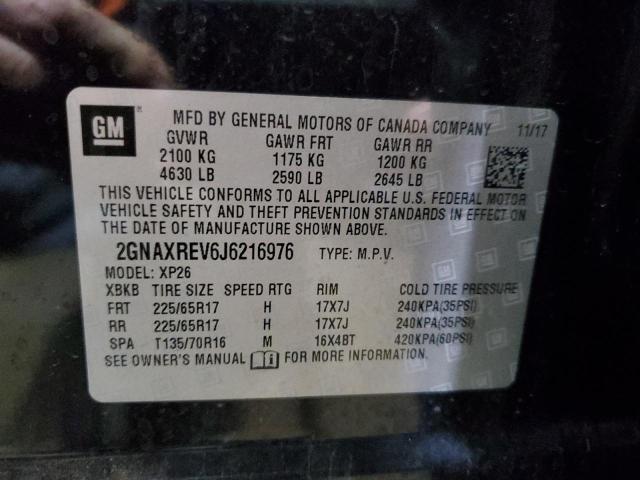 GM ®
MFD BY GENERAL MOTORS OF CANADA COMPANY 11/17
GVWR GAWR FRT GAWR RR
2100 KG 1175 KG 1200 KG
4630 LB 2590 LB 2645 LB
THIS VEHICLE CONFORMS TO ALL APPLICABLE U.S. FEDERAL MOTOR
VEHICLE SAFETY AND THEFT PREVENTION STANDARDS IN EFFECT ON
THE DATE OF MANUFACTURE SHOWN ABOVE.
2GNAXREV6J6216976 TYPE: M.P.V.
MODEL: XP26
XBKB TIRE SIZE SPEED RTG RIM COLD TIRE PRESSURE
FRT 225/65R17 H 17X7J 240KPA(35PSI)
RR 225/65R17 H 17X7J 240KPA(35PSI)
SPA T135/70R16 M 16X4BT 420KPA(60PSI)
SEE OWNER'S MANUAL FOR MORE INFORMATION.